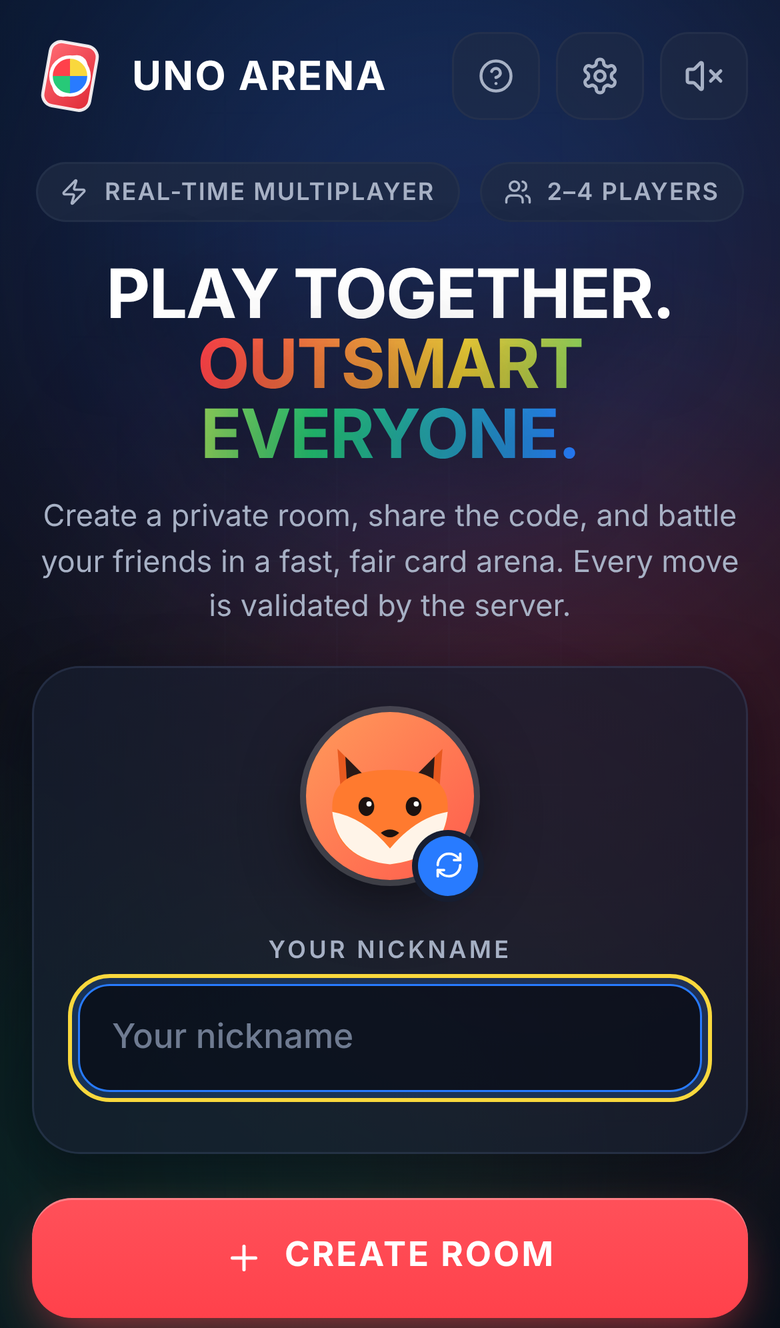 UNO ARENA
REAL-TIME MULTIPLAYER
2–4 PLAYERS
PLAY TOGETHER.
OUTSMART
EVERYONE.
Create a private room, share the code, and battle
your friends in a fast, fair card arena. Every move
is validated by the server.
YOUR NICKNAME
Your nickname
CREATE ROOM